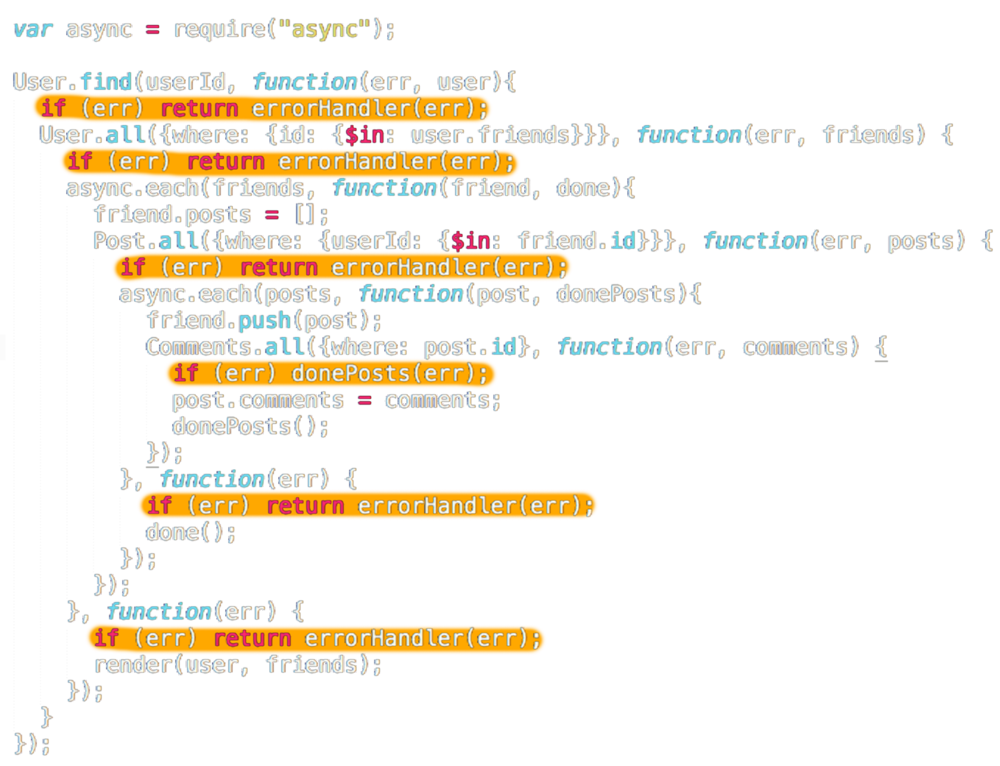 var async = require("async");

User.find(userId, function(err, user){
  if (err) return errorHandler(err);
  User.all({where: {id: {$in: user.friends}}}, function(err, friends) {
    if (err) return errorHandler(err);
    async.each(friends, function(friend, done){
      friend.posts = [];
      Post.all({where: {userId: {$in: friend.id}}}, function(err, posts) {
        if (err) return errorHandler(err);
        async.each(posts, function(post, donePosts){
          friend.push(post);
          Comments.all({where: post.id}, function(err, comments) {
            if (err) donePosts(err);
            post.comments = comments;
            donePosts();
          });
        }, function(err) {
          if (err) return errorHandler(err);
          done();
        });
      });
    }, function(err) {
      if (err) return errorHandler(err);
      render(user, friends);
    });
  }
});